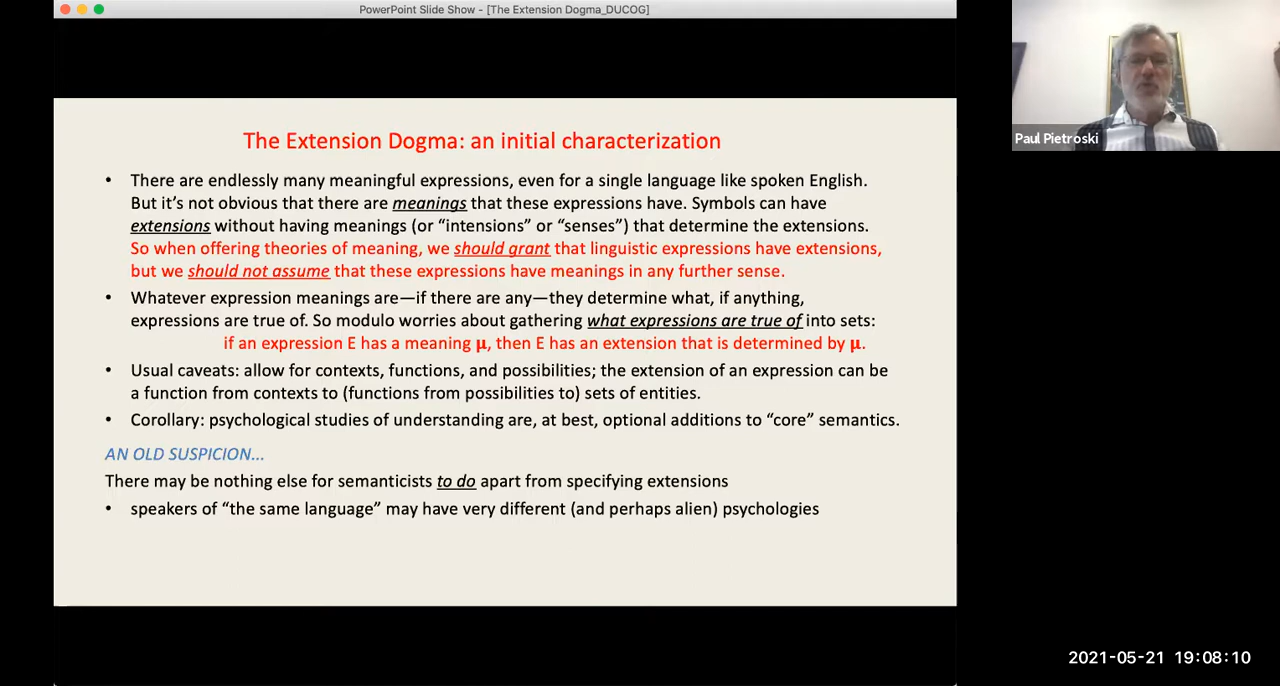 PowerPoint Slide Show - [The Extension Dogma_DUCOG]
The Extension Dogma: an initial characterization
• There are endlessly many meaningful expressions, even for a single language like spoken English.
But it's not obvious that there are meanings that these expressions have. Symbols can have
extensions without having meanings (or “intensions” or “senses”) that determine the extensions.
So when offering theories of meaning, we should grant that linguistic expressions have extensions,
but we should not assume that these expressions have meanings in any further sense.
• Whatever expression meanings are—if there are any—they determine what, if anything,
expressions are true of. So modulo worries about gathering what expressions are true of into sets:
if an expression E has a meaning μ, then E has an extension that is determined by μ.
• Usual caveats: allow for contexts, functions, and possibilities; the extension of an expression can be
a function from contexts to (functions from possibilities to) sets of entities.
• Corollary: psychological studies of understanding are, at best, optional additions to “core” semantics.
AN OLD SUSPICION...
There may be nothing else for semanticists to do apart from specifying extensions
• speakers of “the same language” may have very different (and perhaps alien) psychologies
Paul Pietroski
2021-05-21 19:08:10